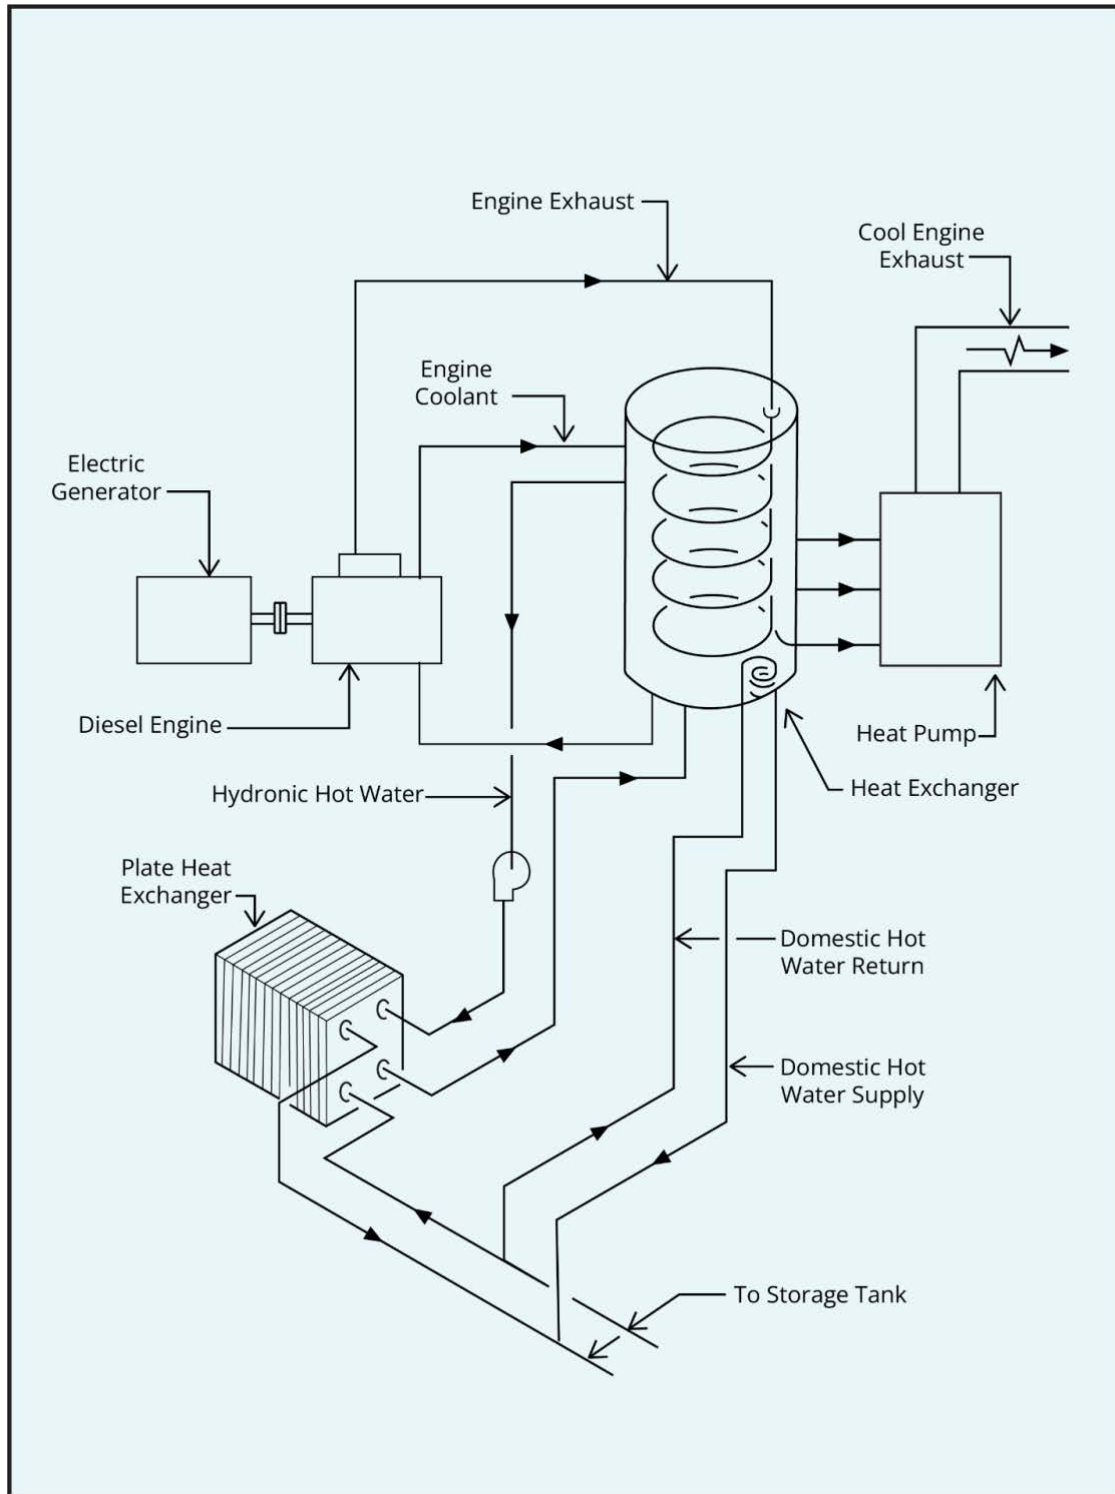 Engine Exhaust
Cool Engine
Exhaust
Engine
Coolant
Electric
Generator
Diesel Engine
Heat Pump
Hydronic Hot Water
Heat Exchanger
Plate Heat
Exchanger
Domestic Hot
Water Return
Domestic Hot
Water Supply
To Storage Tank